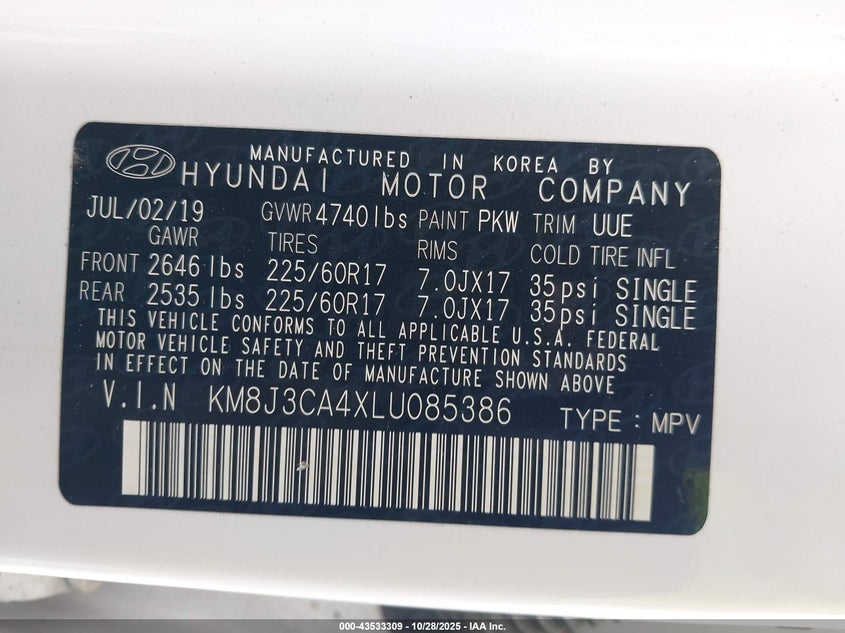 MANUFACTURED IN KOREA BY
HYUNDAI MOTOR COMPANY
JUL/02/19 GVWR 4740lbs PAINT PKW TRIM UUE
GAWR TIRES RIMS COLD TIRE INFL
FRONT 2646 lbs 225/60R17 7.0JX17 35psi SINGLE
REAR 2535 lbs 225/60R17 7.0JX17 35psi SINGLE
THIS VEHICLE CONFORMS TO ALL APPLICABLE U.S.A. FEDERAL
MOTOR VEHICLE SAFETY AND THEFT PREVENTION STANDARDS
IN EFFECT ON THE DATE OF MANUFACTURE SHOWN ABOVE
V.I.N KM8J3CA4XLU085386 TYPE : MPV
000-43533309 - 10/28/2025 - IAA Inc.